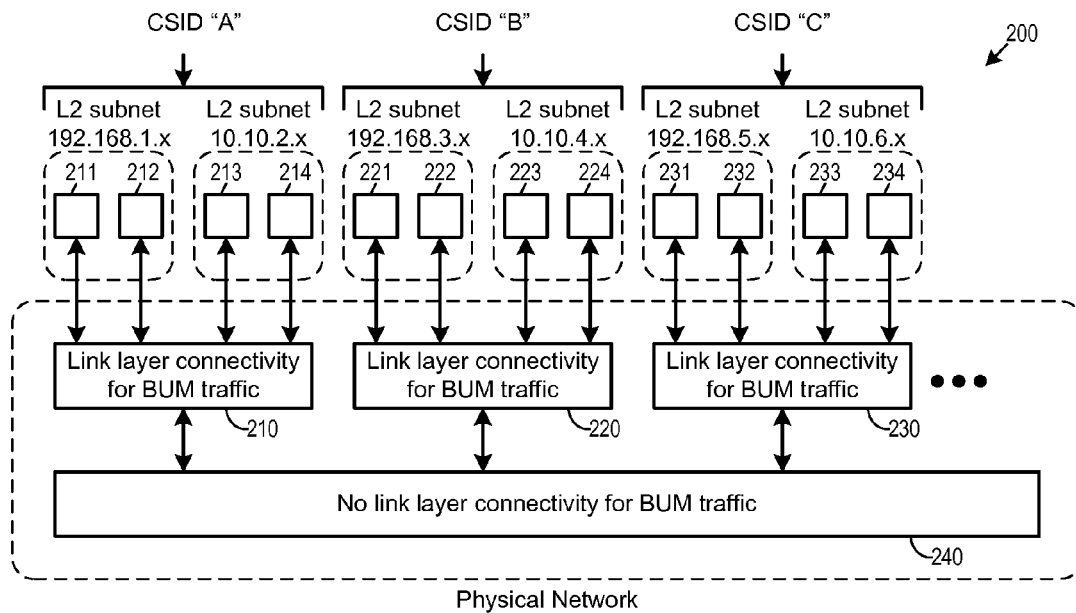 CSID “A”
CSID “B”
CSID “C”
200
L2 subnet
192.168.1.x
L2 subnet
10.10.2.x
L2 subnet
192.168.3.x
L2 subnet
10.10.4.x
L2 subnet
192.168.5.x
L2 subnet
10.10.6.x
211
212
213
214
221
222
223
224
231
232
233
234
Link layer connectivity
for BUM traffic
210
Link layer connectivity
for BUM traffic
220
Link layer connectivity
for BUM traffic
230
No link layer connectivity for BUM traffic
240
Physical Network